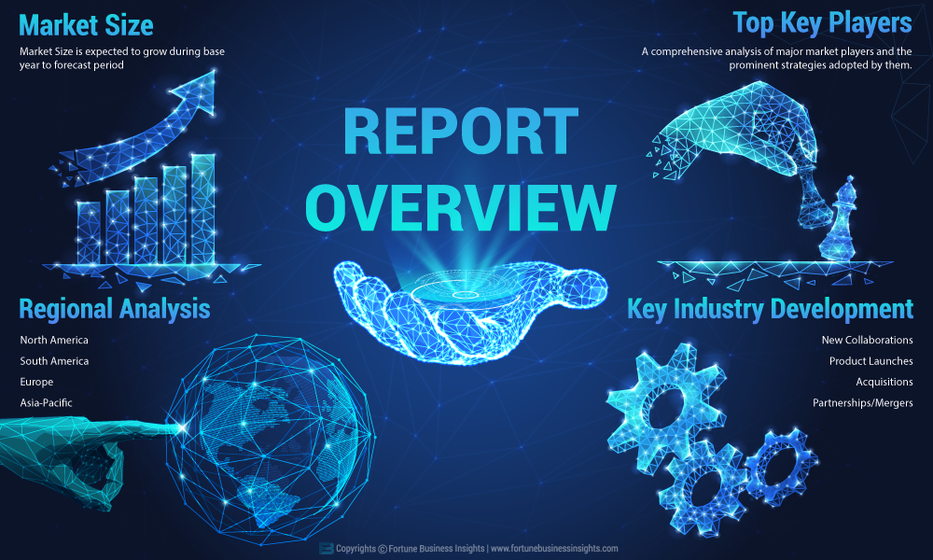 Market Size
Market Size is expected to grow during base
year to forecast period
Top Key Players
A comprehensive analysis of major market players and the
prominent strategies adopted by them.
REPORT
OVERVIEW
Regional Analysis
North America
South America
Europe
Asia-Pacific
Key Industry Development
New Collaborations
Product Launches
Acquisitions
Partnerships/Mergers
Copyrights © Fortune Business Insights | www.fortunebusinessinsights.com